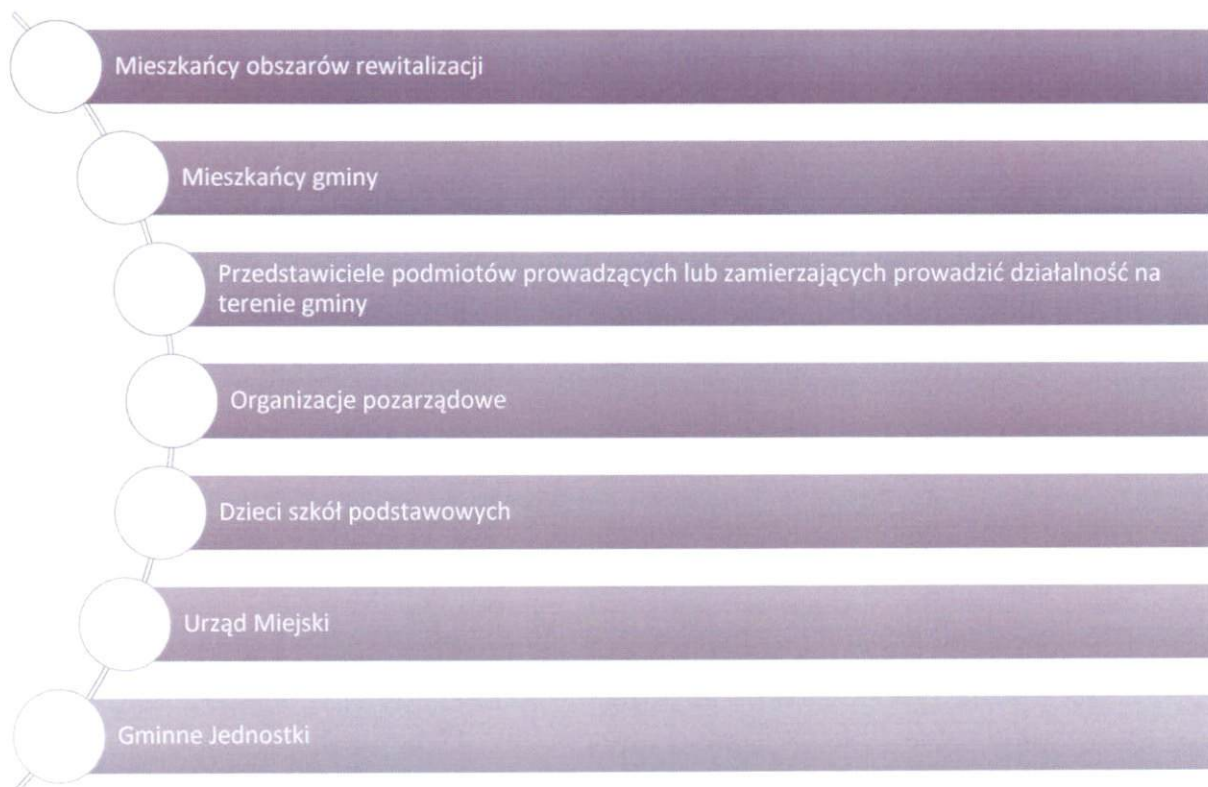 Mieszkańcy obszarów rewitalizacji
Mieszkańcy gminy
Przedstawiciele podmiotów prowadzących lub zamierzających prowadzić działalność na
terenie gminy
Organizacje pozarządowe
Dzieci szkół podstawowych
Urząd Miejski
Gminne Jednostki